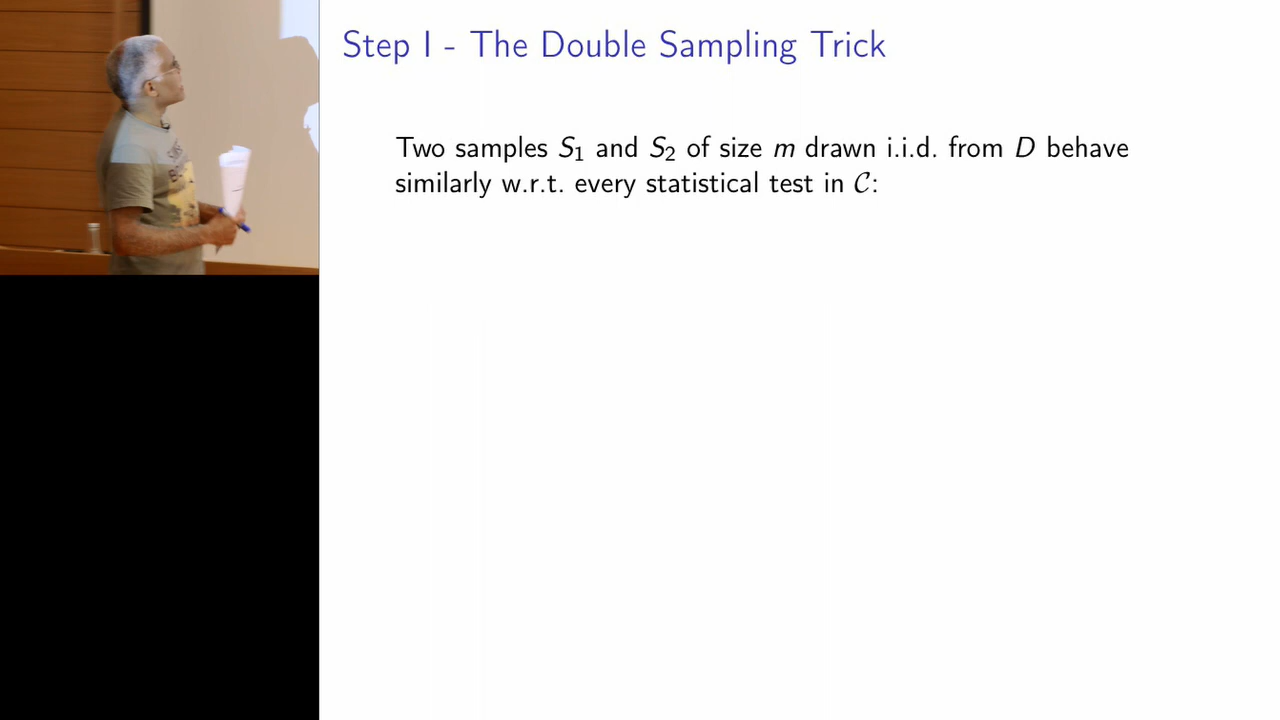 Step I - The Double Sampling Trick
Two samples S₁ and S₂ of size m drawn i.i.d. from D behave
similarly w.r.t. every statistical test in 𝒞: